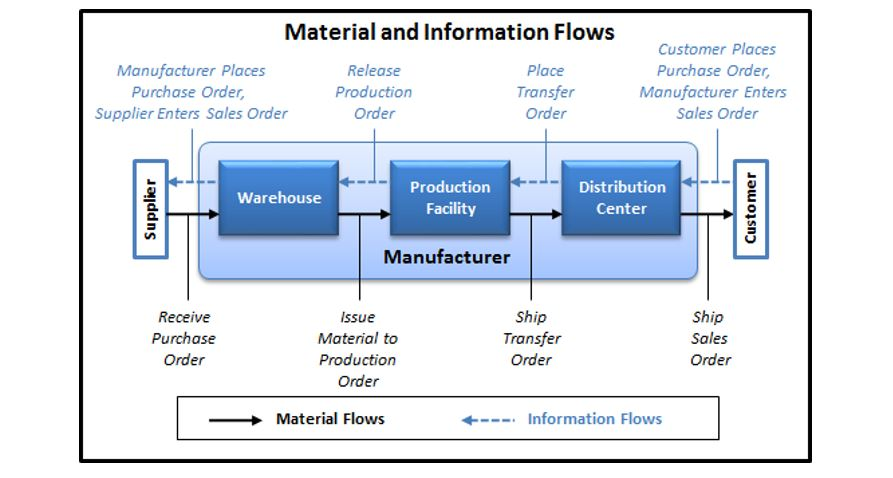 Material and Information Flows
Manufacturer Places
Purchase Order,
Supplier Enters Sales Order
Release
Production
Order
Place
Transfer
Order
Customer Places
Purchase Order,
Manufacturer Enters
Sales Order
Supplier
Warehouse
Production
Facility
Distribution
Center
Customer
Manufacturer
Receive
Purchase
Order
Issue
Material to
Production
Order
Ship
Transfer
Order
Ship
Sales
Order
Material Flows
Information Flows